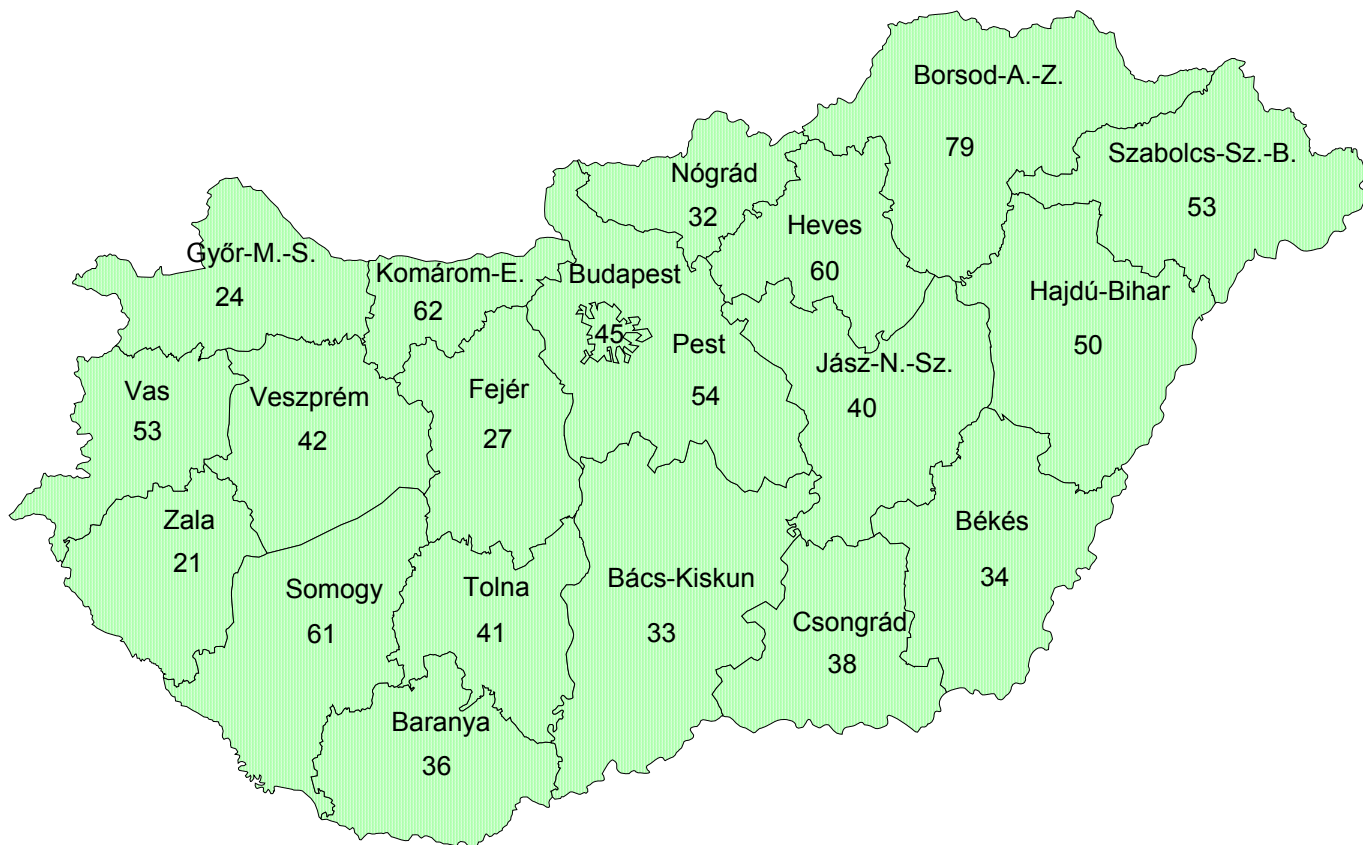 Borsod-A.-Z.
79
Szabolcs-Sz.-B.
53
Nógrád
32
Heves
60
Győr-M.-S.
24
Komárom-E.
62
Budapest
45
Pest
54
Hajdú-Bihar
50
Jász-N.-Sz.
40
Vas
53
Veszprém
42
Fejér
27
Zala
21
Somogy
61
Tolna
41
Bács-Kiskun
33
Csongrád
38
Békés
34
Baranya
36